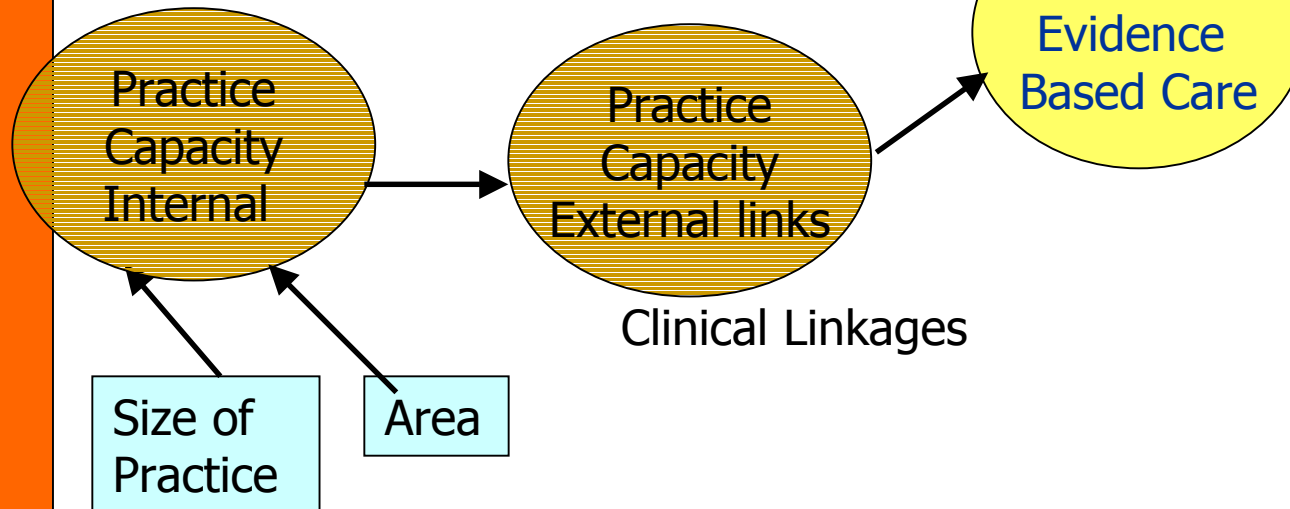 Practice
Capacity
Internal
Practice
Capacity
External links
Evidence
Based Care
Clinical Linkages
Size of
Practice
Area